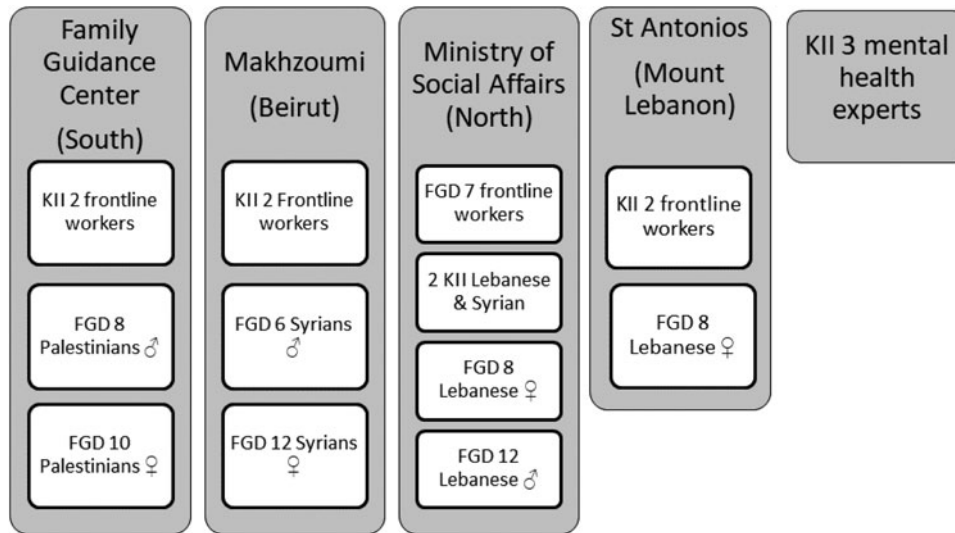 Family
Guidance
Center
(South)
KII 2 frontline
workers
FGD 8
Palestinians ♂
FGD 10
Palestinians ♀
Makhzoumi
(Beirut)
KII 2 Frontline
workers
FGD 6 Syrians
♂
FGD 12 Syrians
♀
Ministry of
Social Affairs
(North)
FGD 7 frontline
workers
2 KII Lebanese
& Syrian
FGD 8
Lebanese ♀
FGD 12
Lebanese ♂
St Antonios
(Mount
Lebanon)
KII 2 frontline
workers
FGD 8
Lebanese ♀
KII 3 mental
health
experts